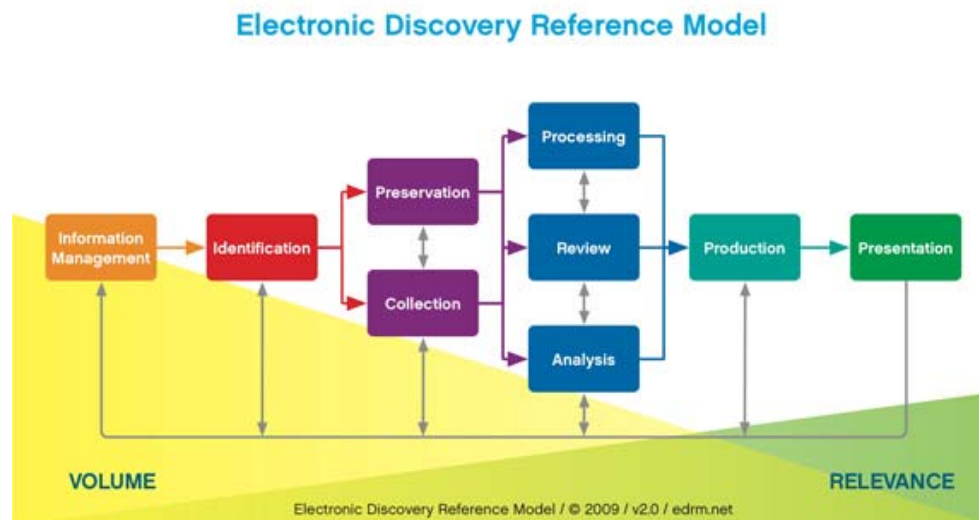 Electronic Discovery Reference Model
Processing
Preservation
Information
Management
Identification
Review
Production
Presentation
Collection
Analysis
VOLUME
RELEVANCE
Electronic Discovery Reference Model / © 2009 / v2.0 / edrm.net